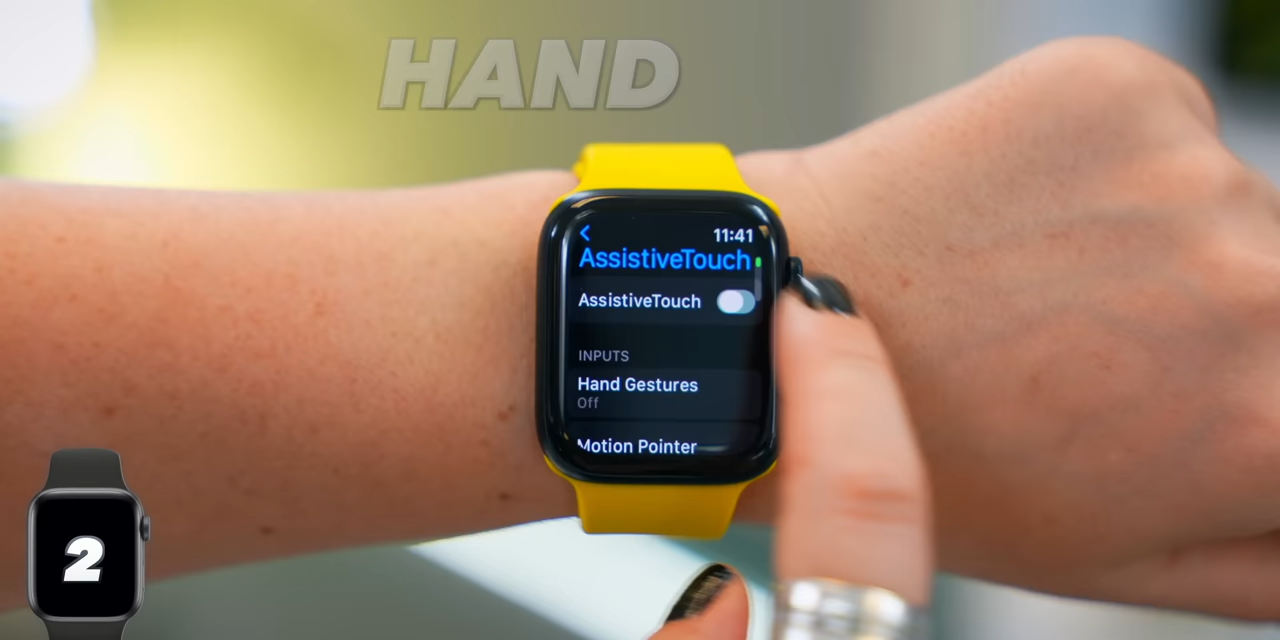 HAND
11:41
AssistiveTouch
AssistiveTouch
INPUTS
Hand Gestures
Off
Motion Pointer
2